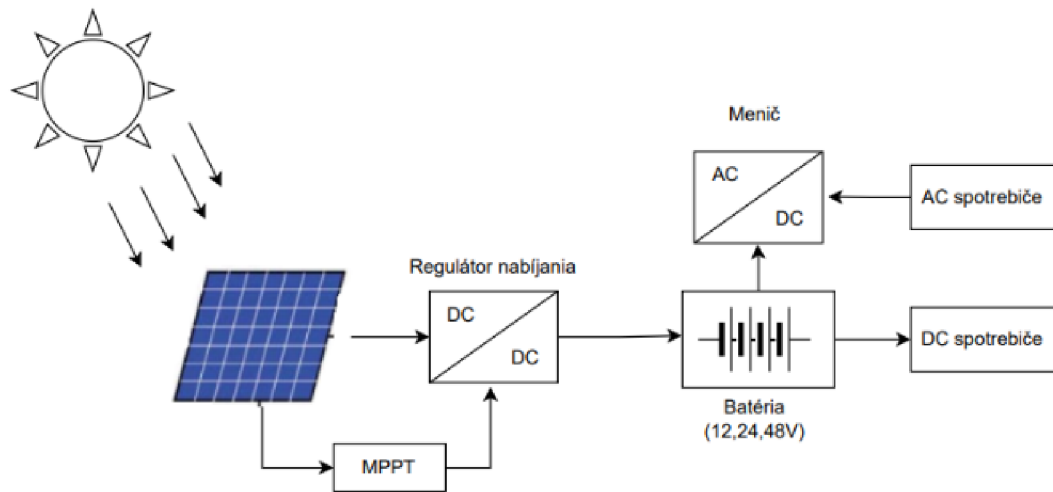 Menič
AC
DC
AC spotrebiče
Regulátor nabíjania
DC
DC
DC spotrebiče
Batéria
(12,24,48V)
MPPT